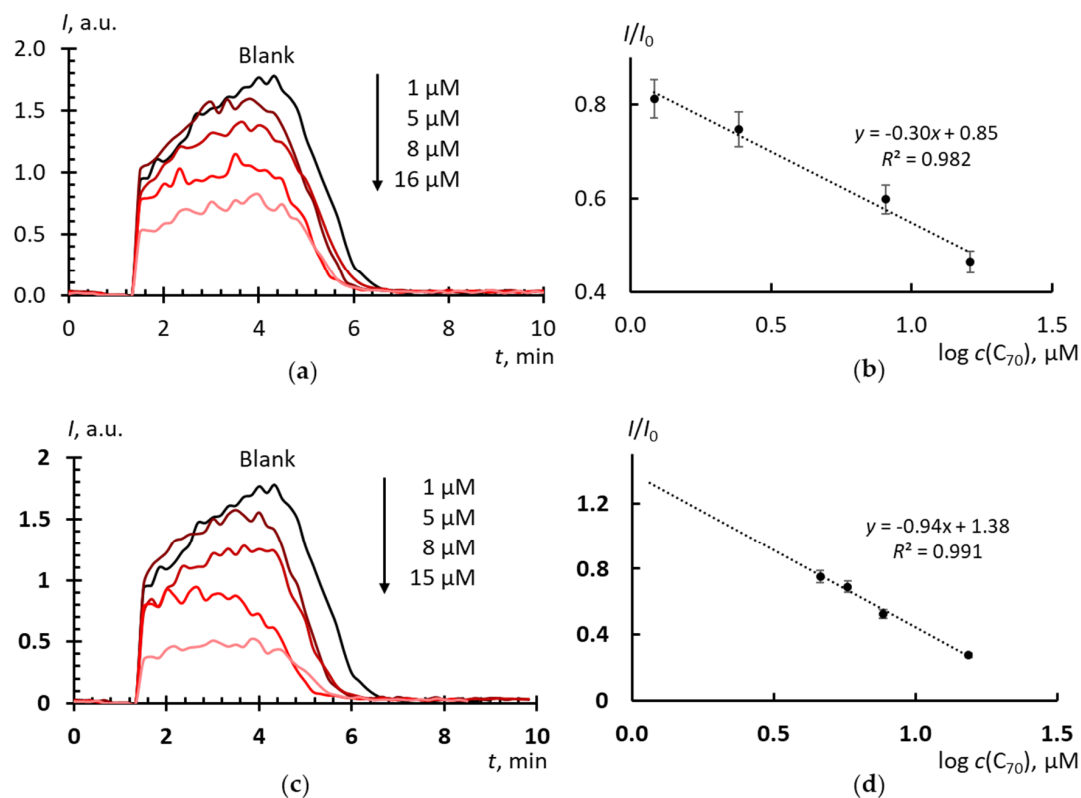 I, a.u.
2.0
1.5
1.0
0.5
0.0
Blank
1 µM
5 µM
8 µM
16 µM
0 2 4 6 8 10
t, min
(a)
I/I₀
0.8
0.6
0.4
y = -0.30x + 0.85
R² = 0.982
0.0 0.5 1.0 1.5
log c(C₇₀), µM
(b)
I, a.u.
2
1.5
1
0.5
0
Blank
1 µM
5 µM
8 µM
15 µM
0 2 4 6 8 10
t, min
(c)
I/I₀
1.2
0.8
0.4
0
y = -0.94x + 1.38
R² = 0.991
0.0 0.5 1.0 1.5
log c(C₇₀), µM
(d)